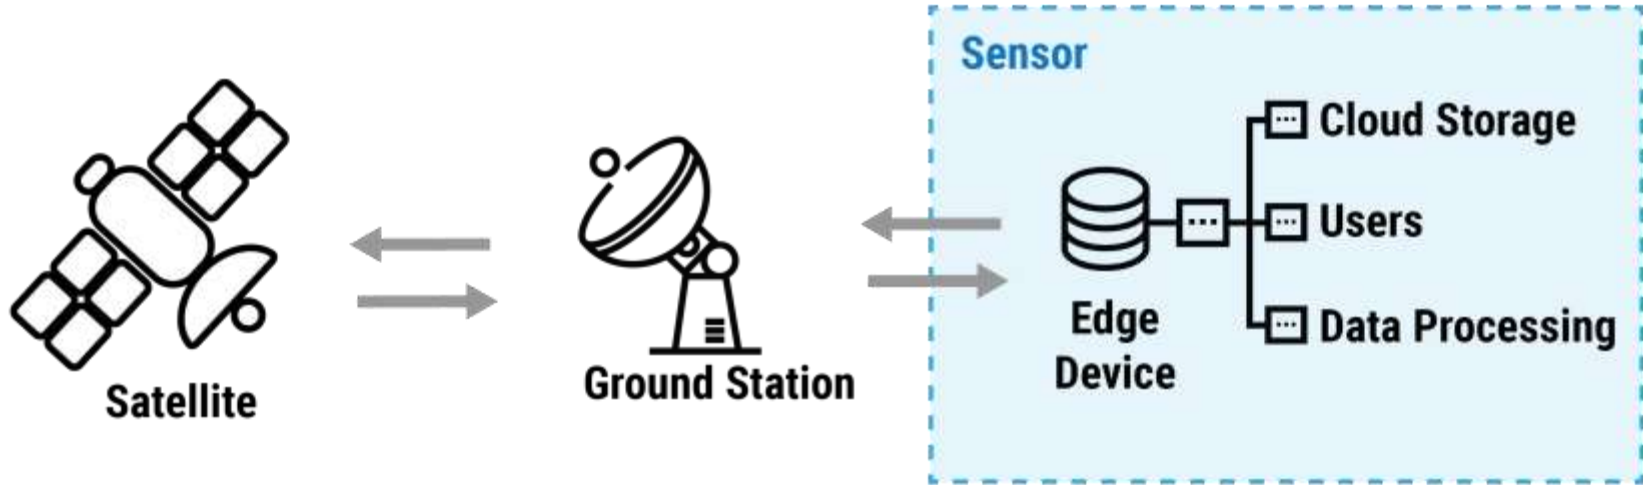 Sensor
Cloud Storage
Users
Data Processing
Edge
Device
Ground Station
Satellite